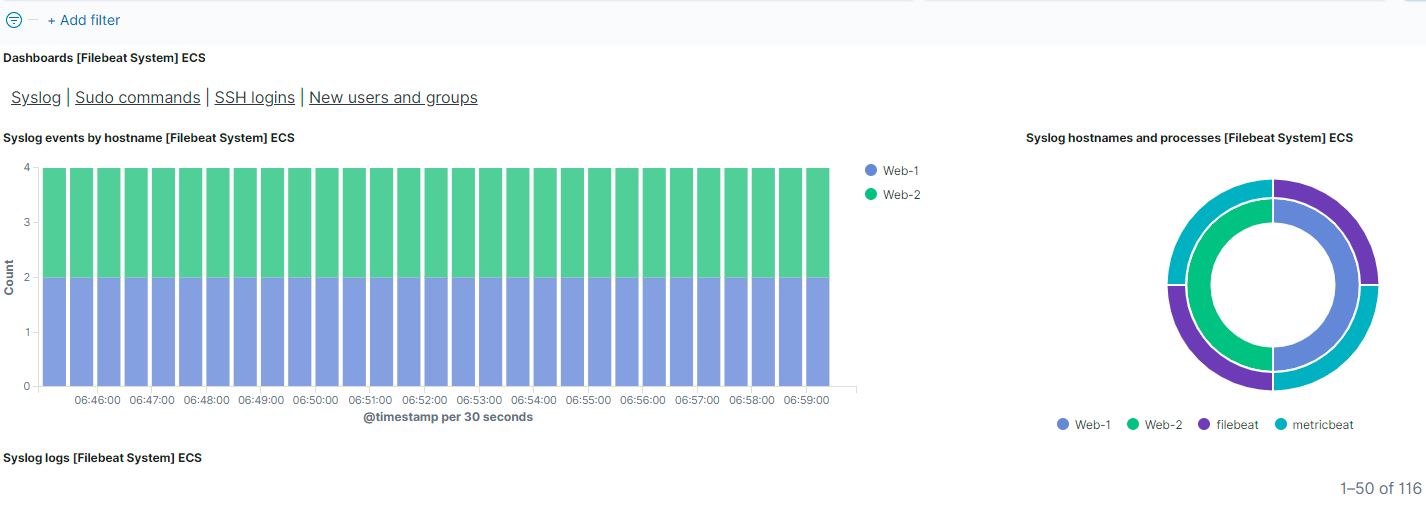 + Add filter
Dashboards [Filebeat System] ECS
Syslog | Sudo commands | SSH logins | New users and groups
Syslog events by hostname [Filebeat System] ECS
4
3
2
1
0
Count
06:46:00 06:47:00 06:48:00 06:49:00 06:50:00 06:51:00 06:52:00 06:53:00 06:54:00 06:55:00 06:56:00 06:57:00 06:58:00 06:59:00
@timestamp per 30 seconds
Web-1
Web-2
Syslog hostnames and processes [Filebeat System] ECS
Web-1 Web-2 filebeat metricbeat
Syslog logs [Filebeat System] ECS
1–50 of 116